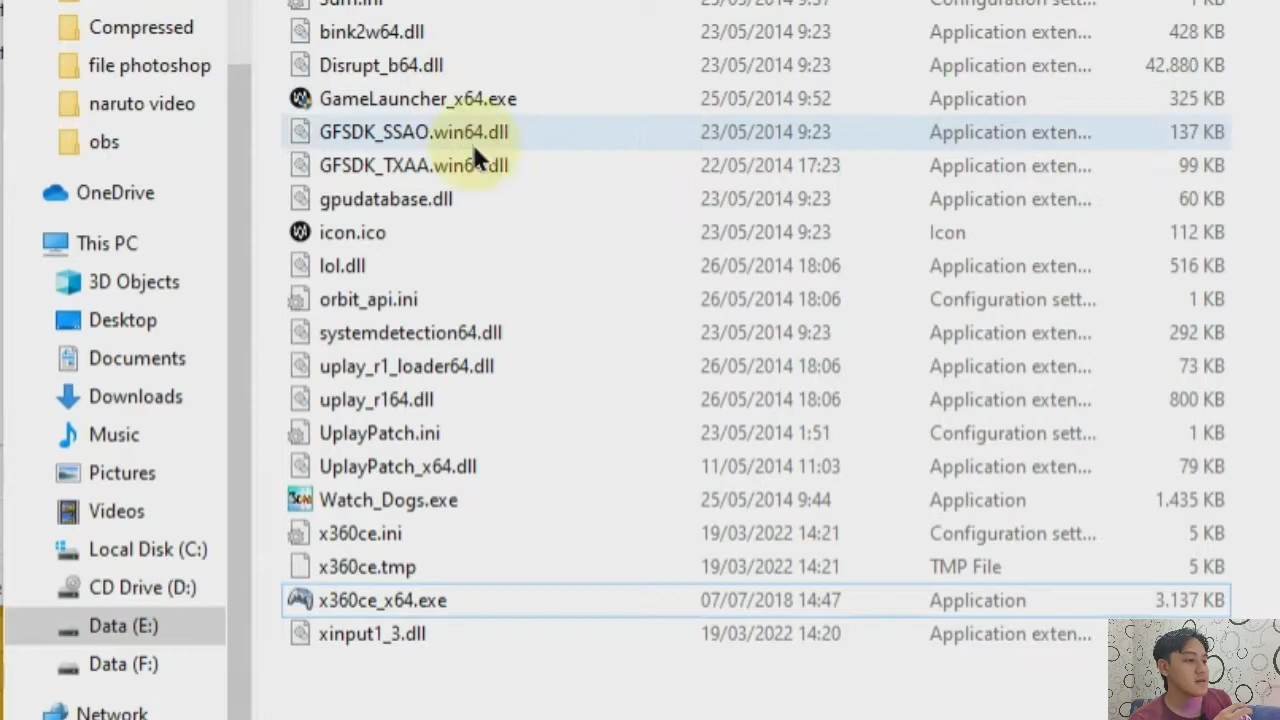 3dm.ini 23/05/2014 9:37 Configuration sett... 1 KB
Compressed
bink2w64.dll 23/05/2014 9:23 Application exten... 428 KB
file photoshop
Disrupt_b64.dll 23/05/2014 9:23 Application exten... 42.880 KB
naruto video
GameLauncher_x64.exe 25/05/2014 9:52 Application 325 KB
obs
GFSDK_SSAO.win64.dll 23/05/2014 9:23 Application exten... 137 KB
GFSDK_TXAA.win64.dll 22/05/2014 17:23 Application exten... 99 KB
OneDrive
gpudatabase.dll 23/05/2014 9:23 Application exten... 60 KB
This PC
icon.ico 23/05/2014 9:23 Icon 112 KB
3D Objects
lol.dll 26/05/2014 18:06 Application exten... 516 KB
Desktop
orbit_api.ini 26/05/2014 18:06 Configuration sett... 1 KB
systemdetection64.dll 23/05/2014 9:23 Application exten... 292 KB
Documents
uplay_r1_loader64.dll 26/05/2014 18:06 Application exten... 73 KB
Downloads
uplay_r164.dll 26/05/2014 18:06 Application exten... 800 KB
Music
UplayPatch.ini 23/05/2014 1:51 Configuration sett... 1 KB
Pictures
UplayPatch_x64.dll 11/05/2014 11:03 Application exten... 79 KB
Videos
Watch_Dogs.exe 25/05/2014 9:44 Application 1.435 KB
Local Disk (C:)
x360ce.ini 19/03/2022 14:21 Configuration sett... 5 KB
x360ce.tmp 19/03/2022 14:21 TMP File 5 KB
CD Drive (D:)
x360ce_x64.exe 07/07/2018 14:47 Application 3.137 KB
Data (E:)
xinput1_3.dll 19/03/2022 14:20 Application exten...
Data (F:)
Network